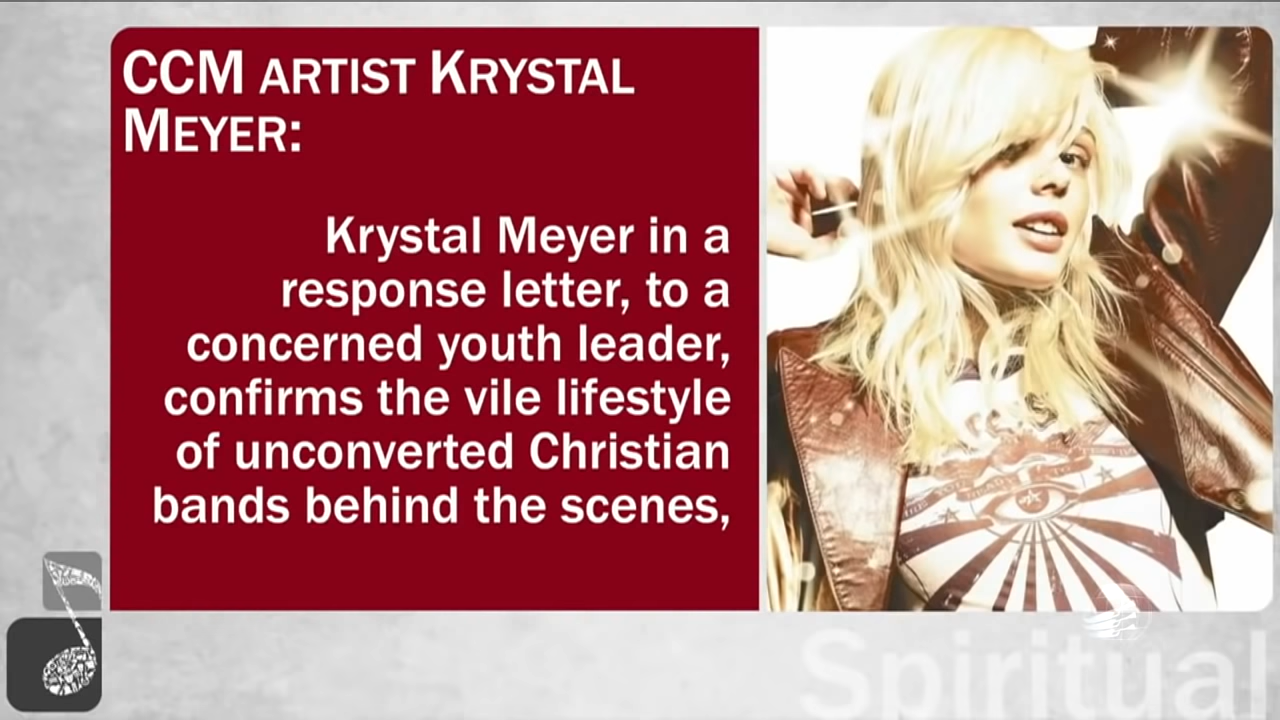 CCM ARTIST KRYSTAL
MEYER:
Krystal Meyer in a
response letter, to a
concerned youth leader,
confirms the vile lifestyle
of unconverted Christian
bands behind the scenes,
Spiritual